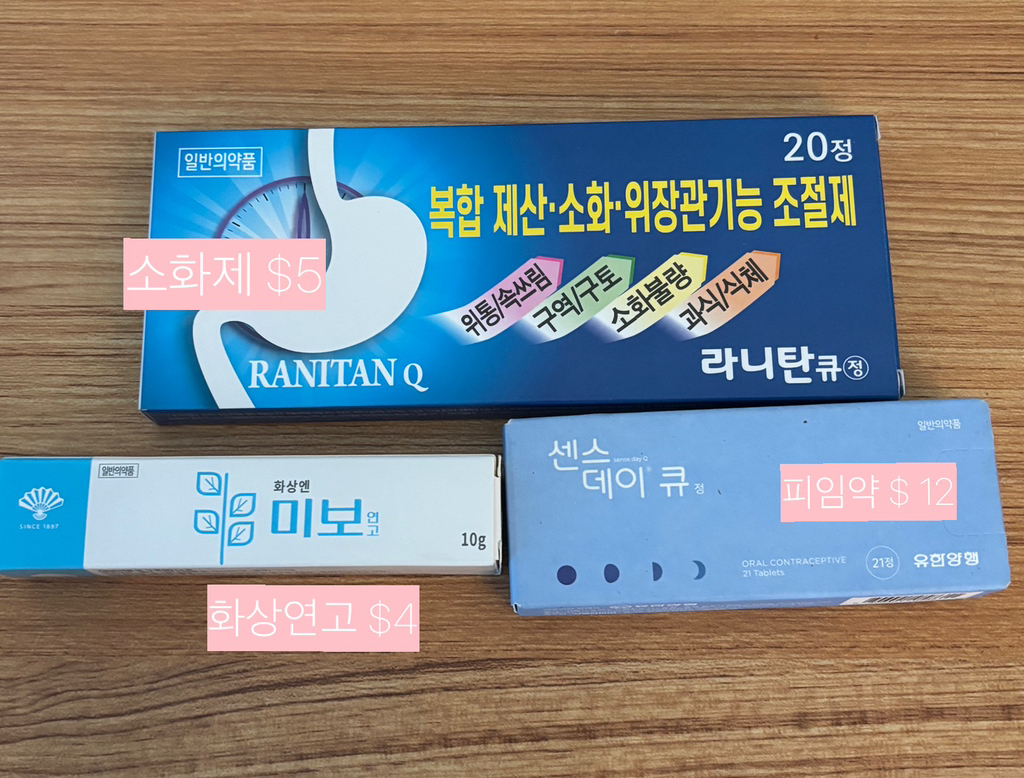 일반의약품
20정
복합 제산·소화·위장관기능 조절제
소화제 $5
위통/속쓰림
구역/구토
소화불량
과식/식체
RANITAN Q
라니탄큐정
일반의약품
SINCE 1897
화상엔
미보연고
10g
화상연고 $4
일반의약품
센스
sense day Q
데이® 큐정
피임약 $ 12
ORAL CONTRACEPTIVE
21 Tablets
21정
유한양행